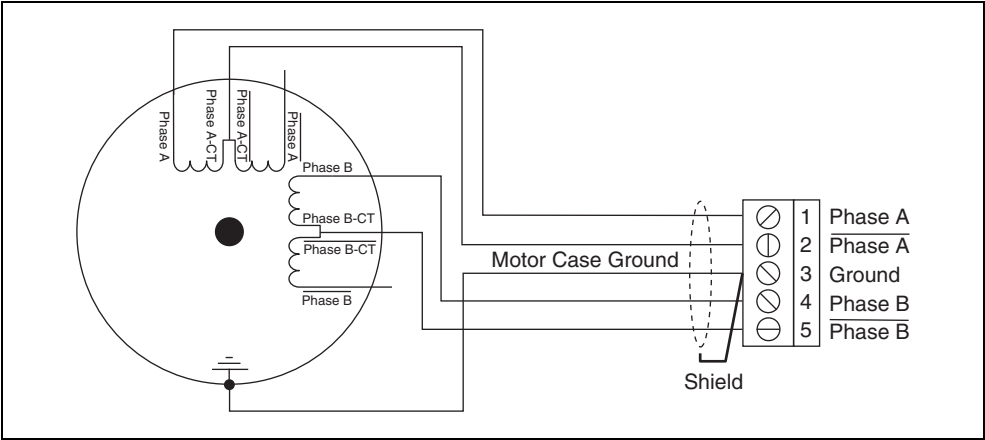 Phase A
Phase A-CT
Phase A-CT
Phase A
Phase B
Phase B-CT
Phase B-CT
Phase B
Motor Case Ground
Shield
1 Phase A
2 Phase A
3 Ground
4 Phase B
5 Phase B